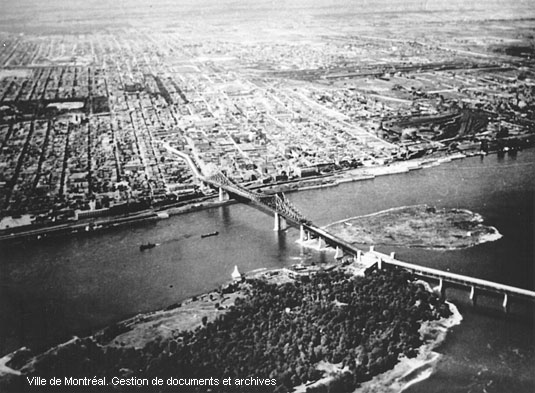 Ville de Montréal. Gestion de documents et archives